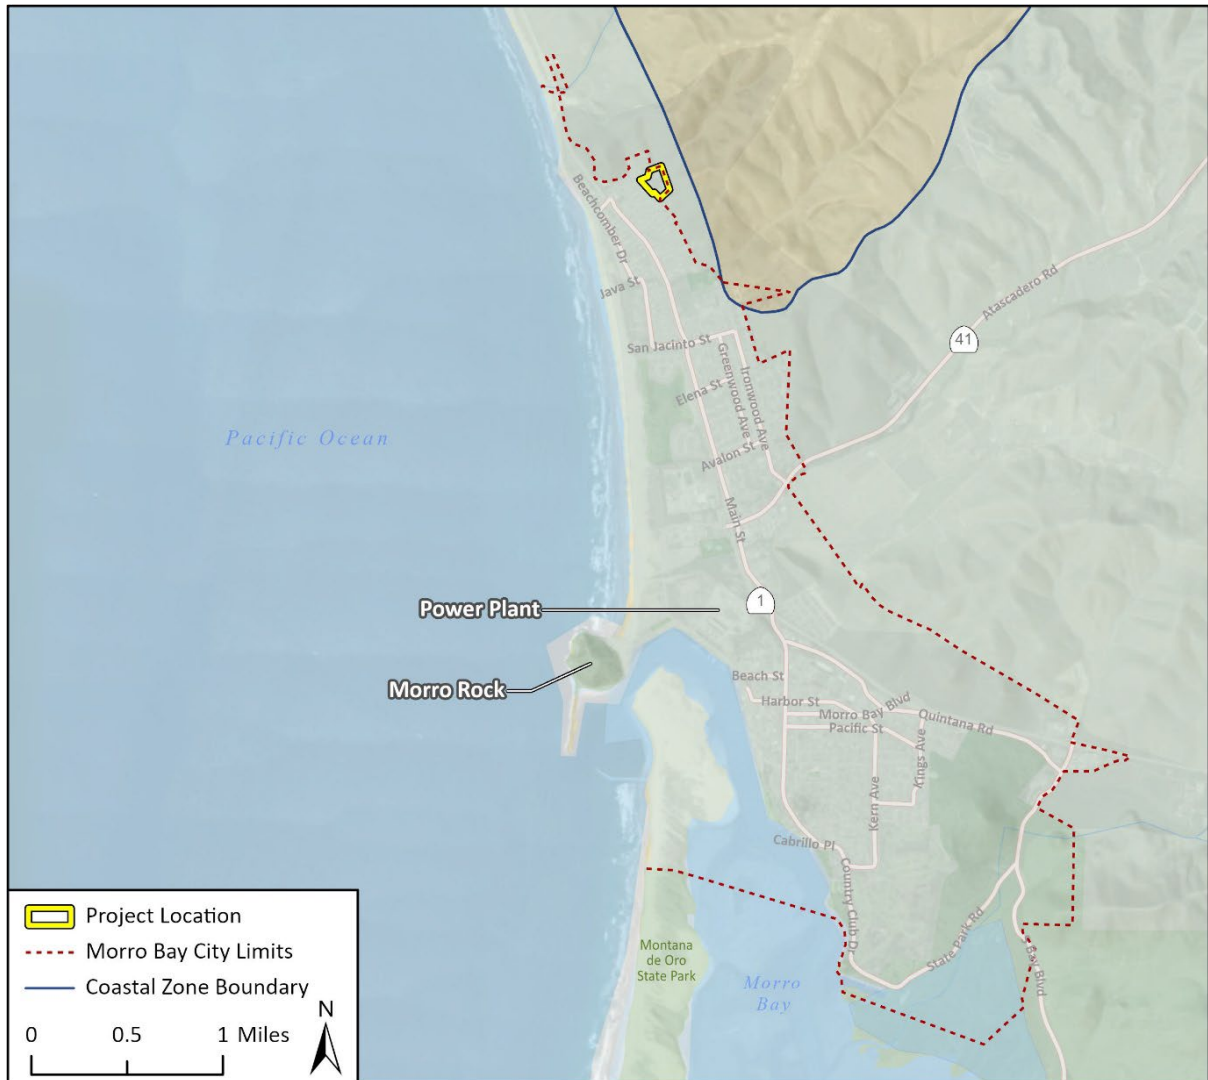 Beachcomber Dr
Java St
San Jacinto St
Greenwood Ave
Ironwood Ave
Elena St
Avalon St
Atascadero Rd
41
Pacific Ocean
Main St
Power Plant
1
Morro Rock
Beach St
Harbor St
Morro Bay Blvd
Pacific St
Quintana Rd
Kings Ave
Kern Ave
Cabrillo Pl
Country Club D
State Park Rd
Bay Blvd
Montana
de Oro
State Park
Morro
Bay
Project Location
Morro Bay City Limits
Coastal Zone Boundary
N
0 0.5 1 Miles